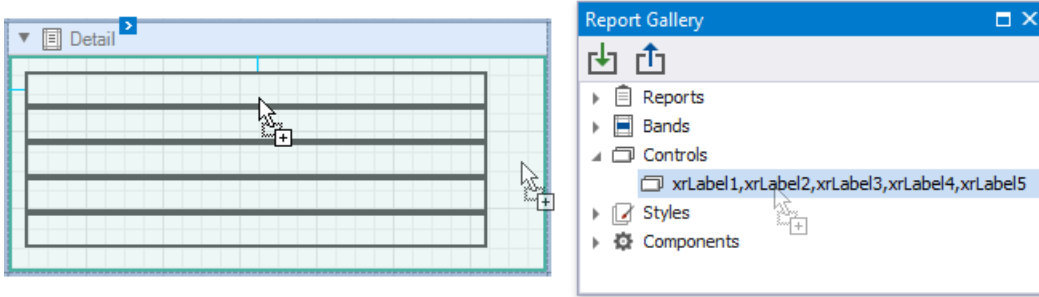 Detail
Report Gallery
Reports
Bands
Controls
xrLabel1,xrLabel2,xrLabel3,xrLabel4,xrLabel5
Styles
Components